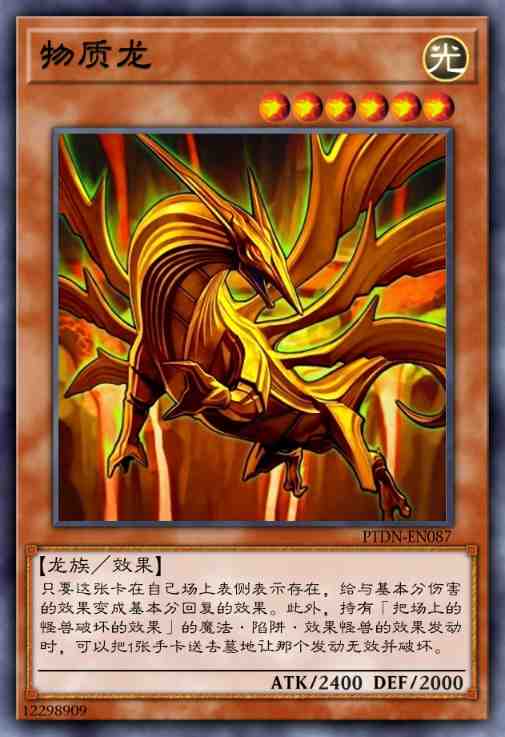 物质龙
光
PTDN-EN087
【龙族／效果】
只要这张卡在自己场上表侧表示存在，给与基本分伤害
的效果变成基本分回复的效果。此外，持有「把场上的
怪兽破坏的效果」的魔法·陷阱·效果怪兽的效果发动
时，可以把1张手卡送去墓地让那个发动无效并破坏。
ATK/2400 DEF/2000
12298909